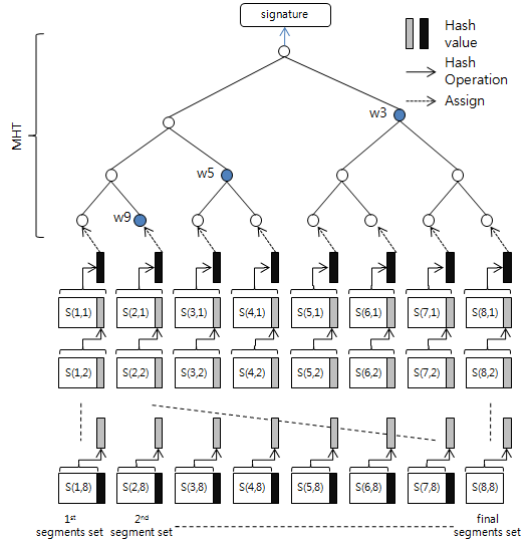 signature
Hash
value
Hash
Operation
Assign
MHT
w3
w5
w9
S(1,1) S(2,1) S(3,1) S(4,1) S(5,1) S(6,1) S(7,1) S(8,1)
S(1,2) S(2,2) S(3,2) S(4,2) S(5,2) S(6,2) S(7,2) S(8,2)
S(1,8) S(2,8) S(3,8) S(4,8) S(5,8) S(6,8) S(7,8) S(8,8)
1st
segments set
2nd
segment set
final
segments set